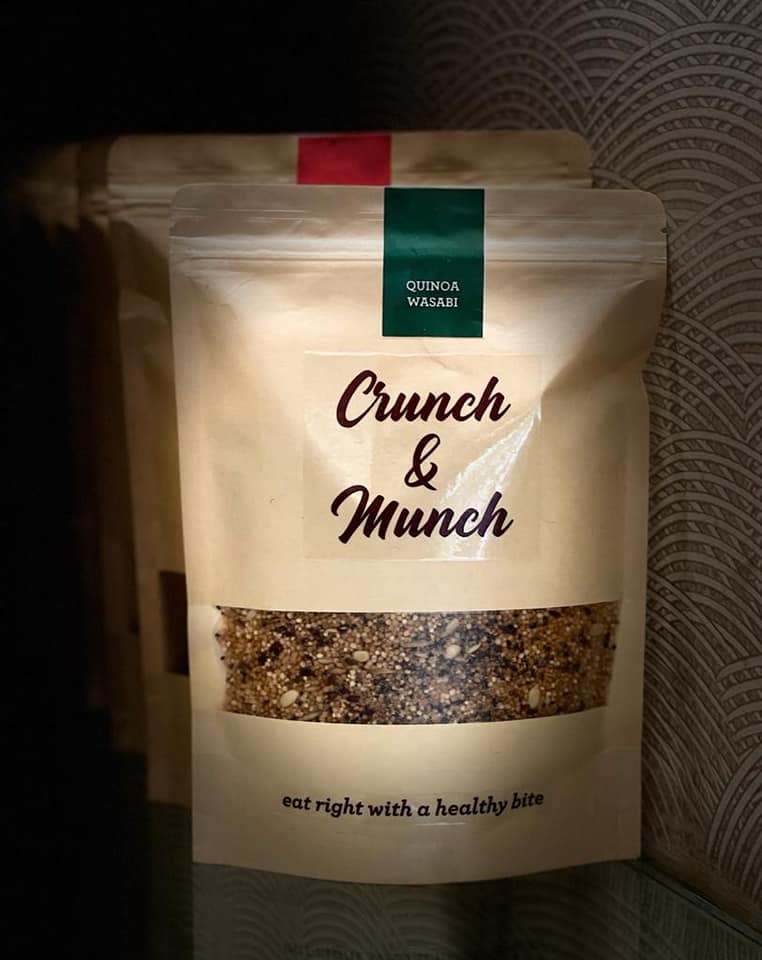 QUINOA
WASABI
Crunch
&
Munch
eat right with a healthy bite